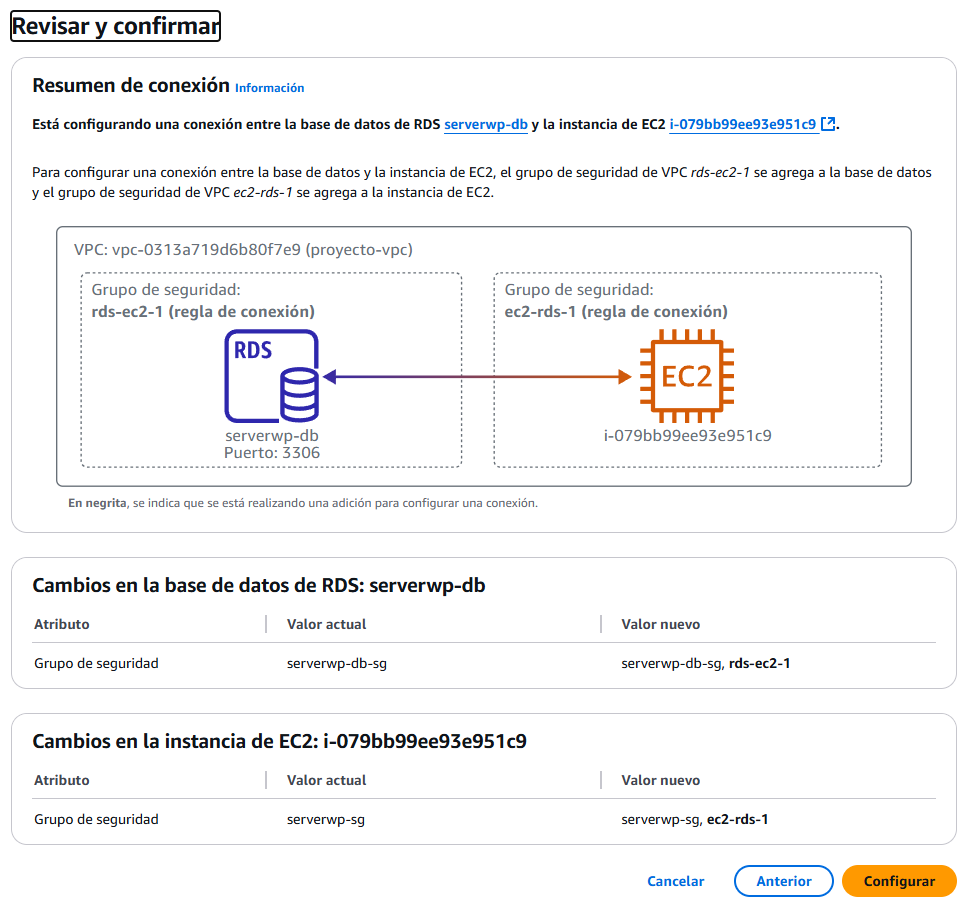 Revisar y confirmar
Resumen de conexión Información
Está configurando una conexión entre la base de datos de RDS serverwp-db y la instancia de EC2 i-079bb99ee93e951c9.
Para configurar una conexión entre la base de datos y la instancia de EC2, el grupo de seguridad de VPC rds-ec2-1 se agrega a la base de datos
y el grupo de seguridad de VPC ec2-rds-1 se agrega a la instancia de EC2.
VPC: vpc-0313a719d6b80f7e9 (proyecto-vpc)
Grupo de seguridad:
rds-ec2-1 (regla de conexión)
RDS
serverwp-db
Puerto: 3306
Grupo de seguridad:
ec2-rds-1 (regla de conexión)
EC2
i-079bb99ee93e951c9
En negrita, se indica que se está realizando una adición para configurar una conexión.
Cambios en la base de datos de RDS: serverwp-db
Atributo Valor actual Valor nuevo
Grupo de seguridad serverwp-db-sg serverwp-db-sg, rds-ec2-1
Cambios en la instancia de EC2: i-079bb99ee93e951c9
Atributo Valor actual Valor nuevo
Grupo de seguridad serverwp-sg serverwp-sg, ec2-rds-1
Cancelar Anterior Configurar